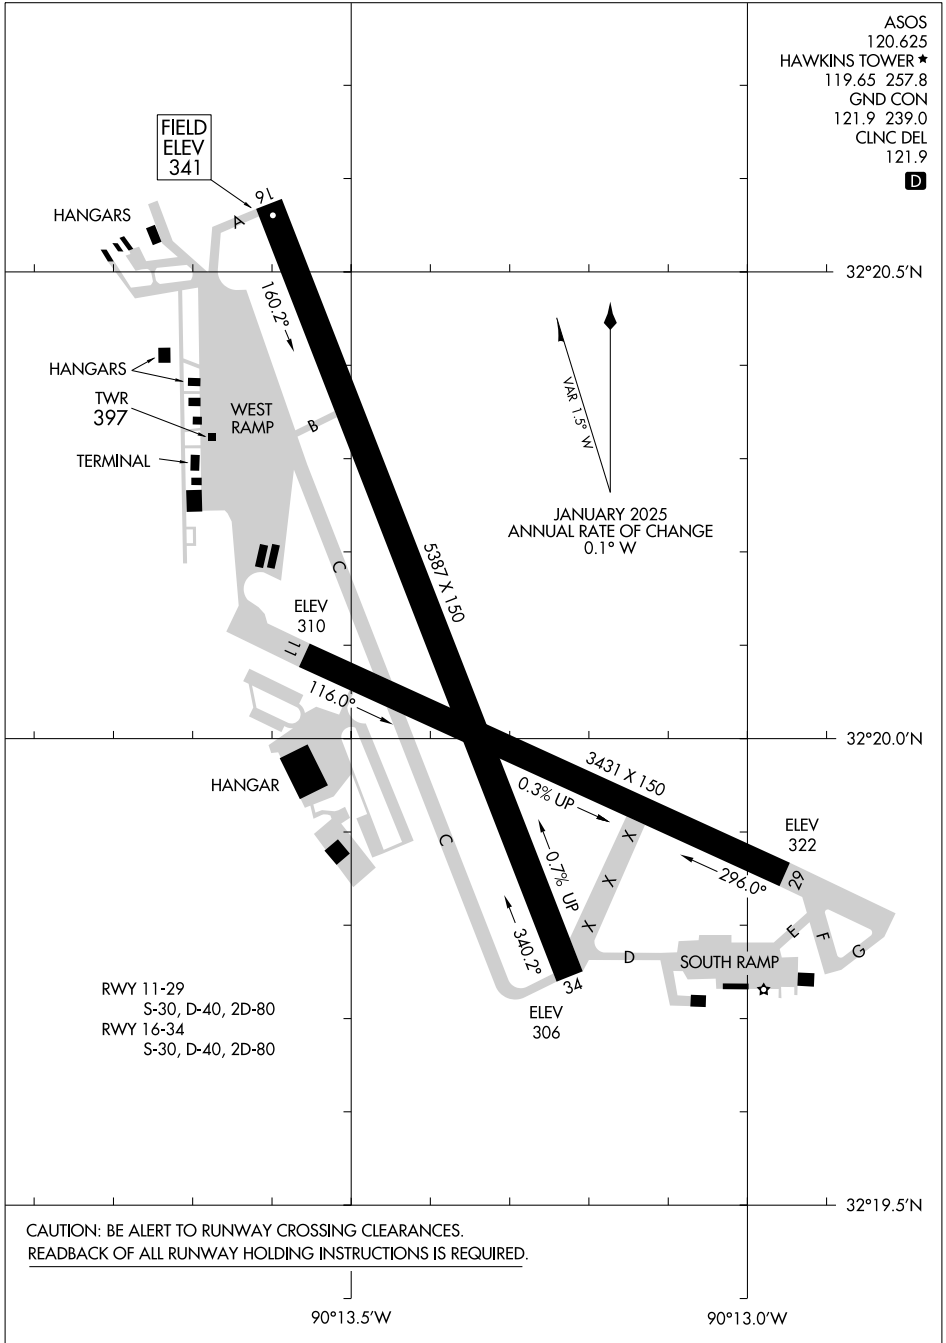 ASOS
120.625
HAWKINS TOWER ★
119.65 257.8
GND CON
121.9 239.0
CLNC DEL
121.9
D
FIELD
ELEV
341
16
A
HANGARS
32°20.5'N
160.2°
HANGARS
TWR
397
WEST
RAMP
B
TERMINAL
VAR 1.5° W
JANUARY 2025
ANNUAL RATE OF CHANGE
0.1° W
5387 X 150
C
ELEV
310
11
116.0°
32°20.0'N
3431 X 150
0.3% UP
HANGAR
ELEV
322
29
296.0°
C
0.7% UP
X
X
X
340.2°
E
F
G
D
SOUTH RAMP
34
ELEV
306
RWY 11-29
S-30, D-40, 2D-80
RWY 16-34
S-30, D-40, 2D-80
32°19.5'N
CAUTION: BE ALERT TO RUNWAY CROSSING CLEARANCES.
READBACK OF ALL RUNWAY HOLDING INSTRUCTIONS IS REQUIRED.
90°13.5'W
90°13.0'W